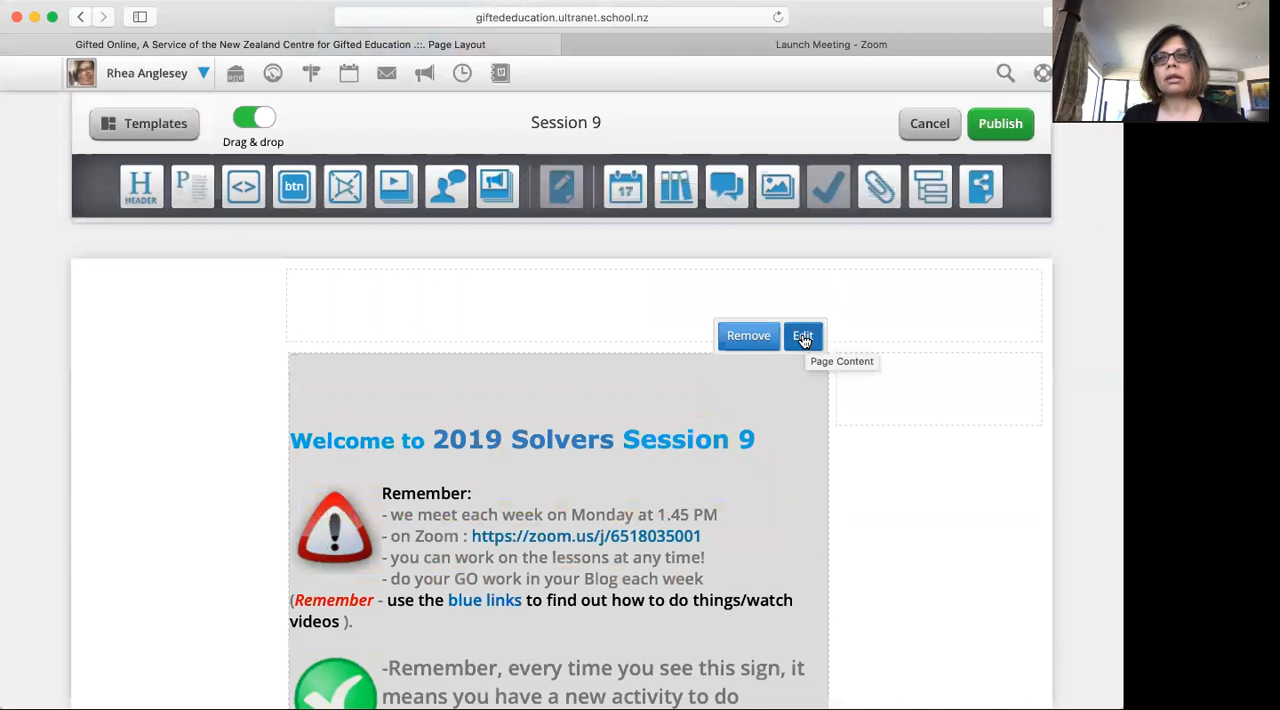 giftededucation.ultranet.school.nz
Gifted Online, A Service of the New Zealand Centre for Gifted Education .::. Page Layout
Launch Meeting - Zoom
Rhea Anglesey
Templates
Drag & drop
Session 9
Cancel
Publish
H
HEADER
P
<>
btn
17
Remove
Edit
Page Content
Welcome to 2019 Solvers Session 9
Remember:
- we meet each week on Monday at 1.45 PM
- on Zoom : https://zoom.us/j/6518035001
- you can work on the lessons at any time!
- do your GO work in your Blog each week
(Remember - use the blue links to find out how to do things/watch
videos ).
-Remember, every time you see this sign, it
means you have a new activity to do